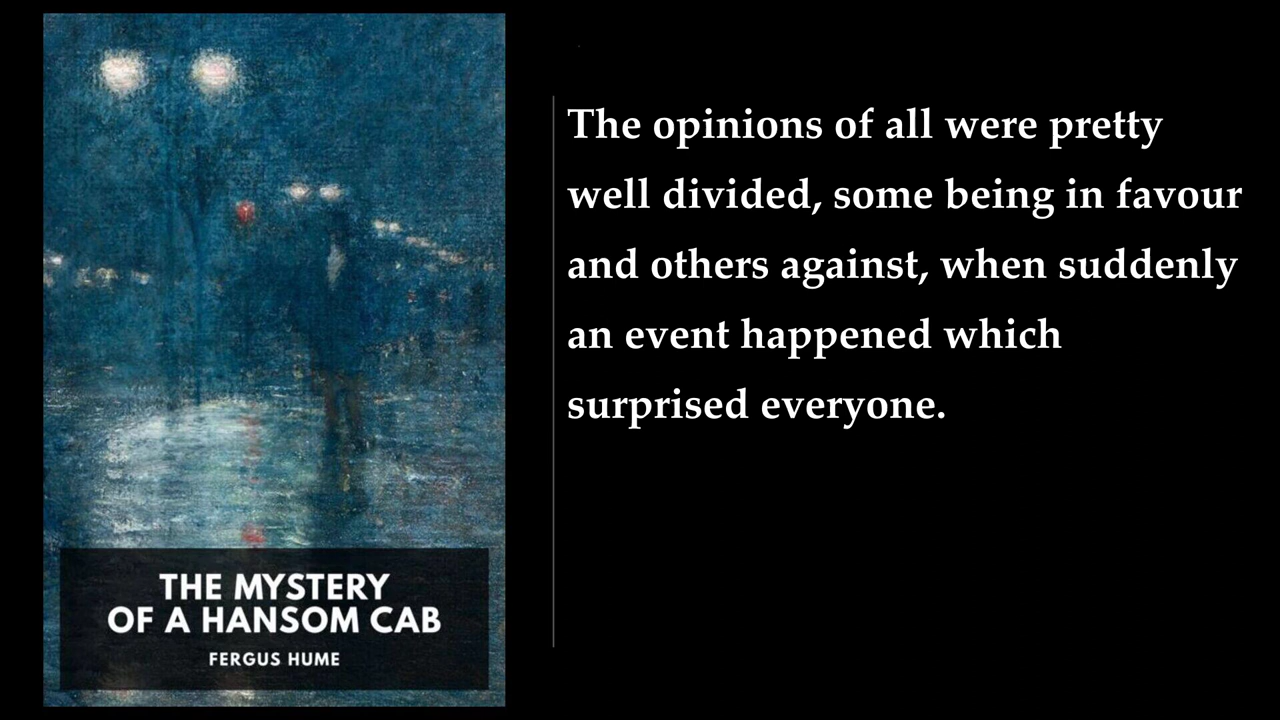 The opinions of all were pretty
well divided, some being in favour
and others against, when suddenly
an event happened which
surprised everyone.
THE MYSTERY
OF A HANSOM CAB
FERGUS HUME